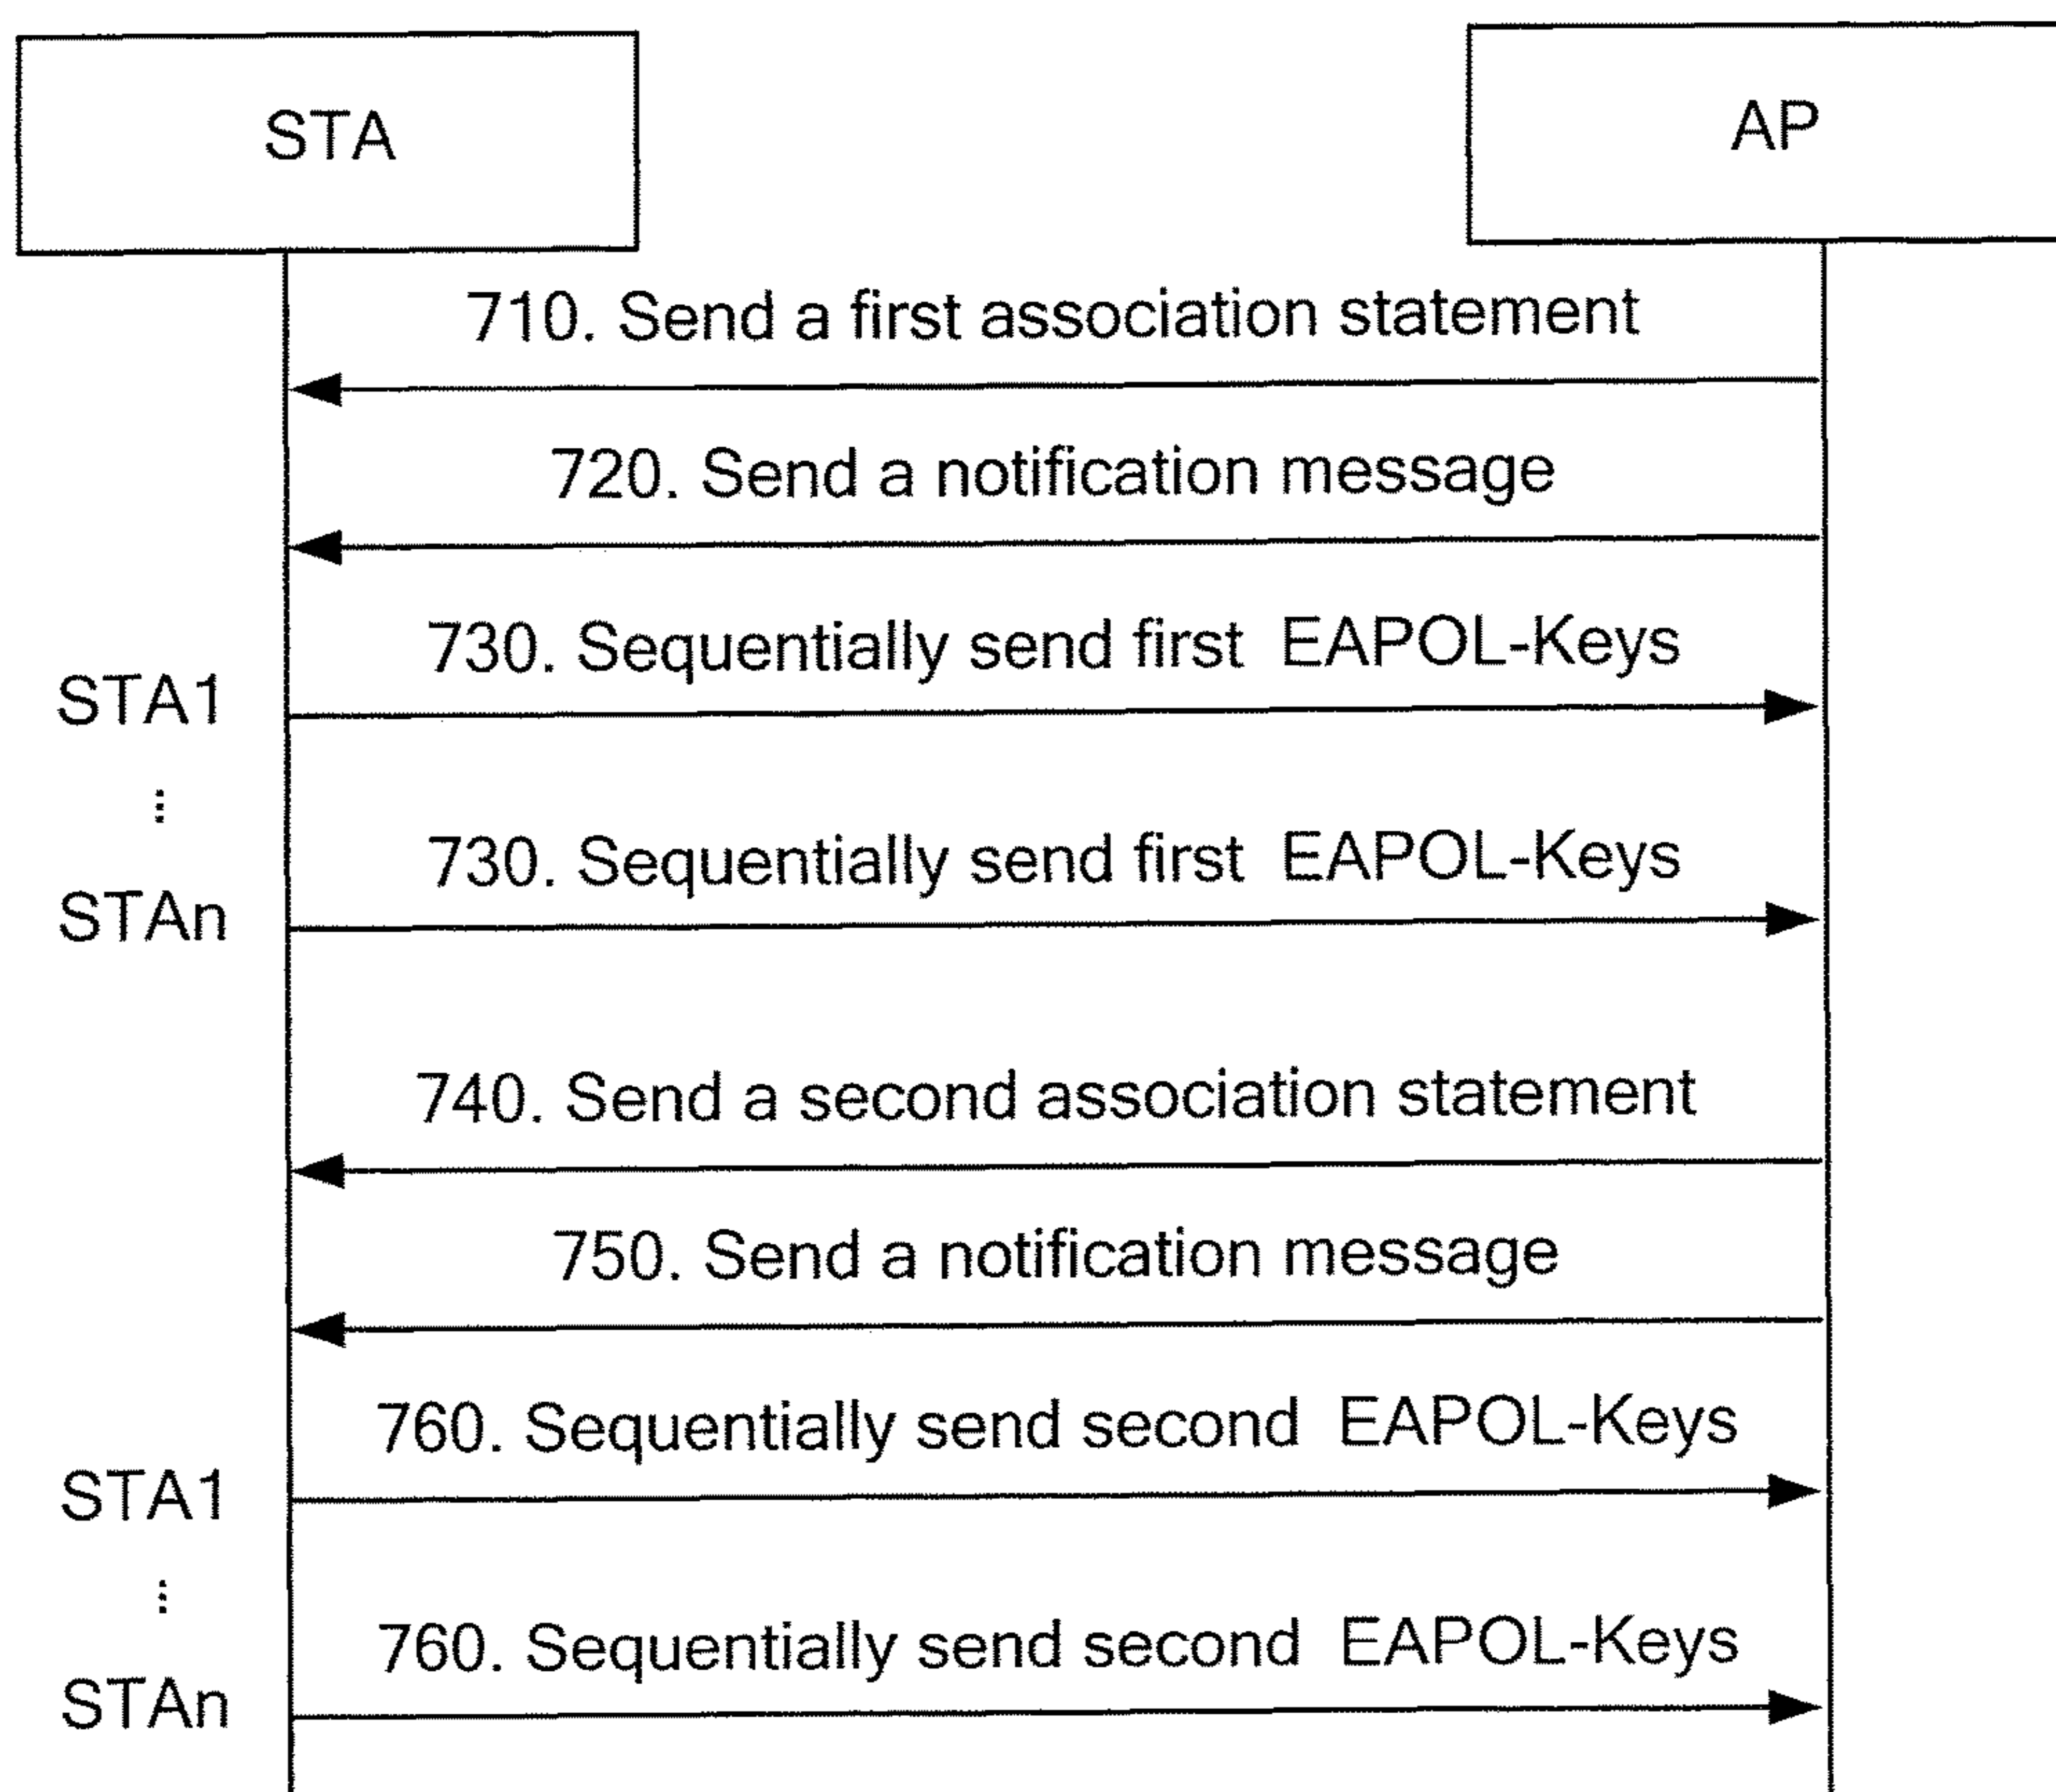 STA
AP
710. Send a first association statement
720. Send a notification message
730. Sequentially send first EAPOL-Keys
STA1
730. Sequentially send first EAPOL-Keys
STAn
740. Send a second association statement
750. Send a notification message
760. Sequentially send second EAPOL-Keys
STA1
760. Sequentially send second EAPOL-Keys
STAn